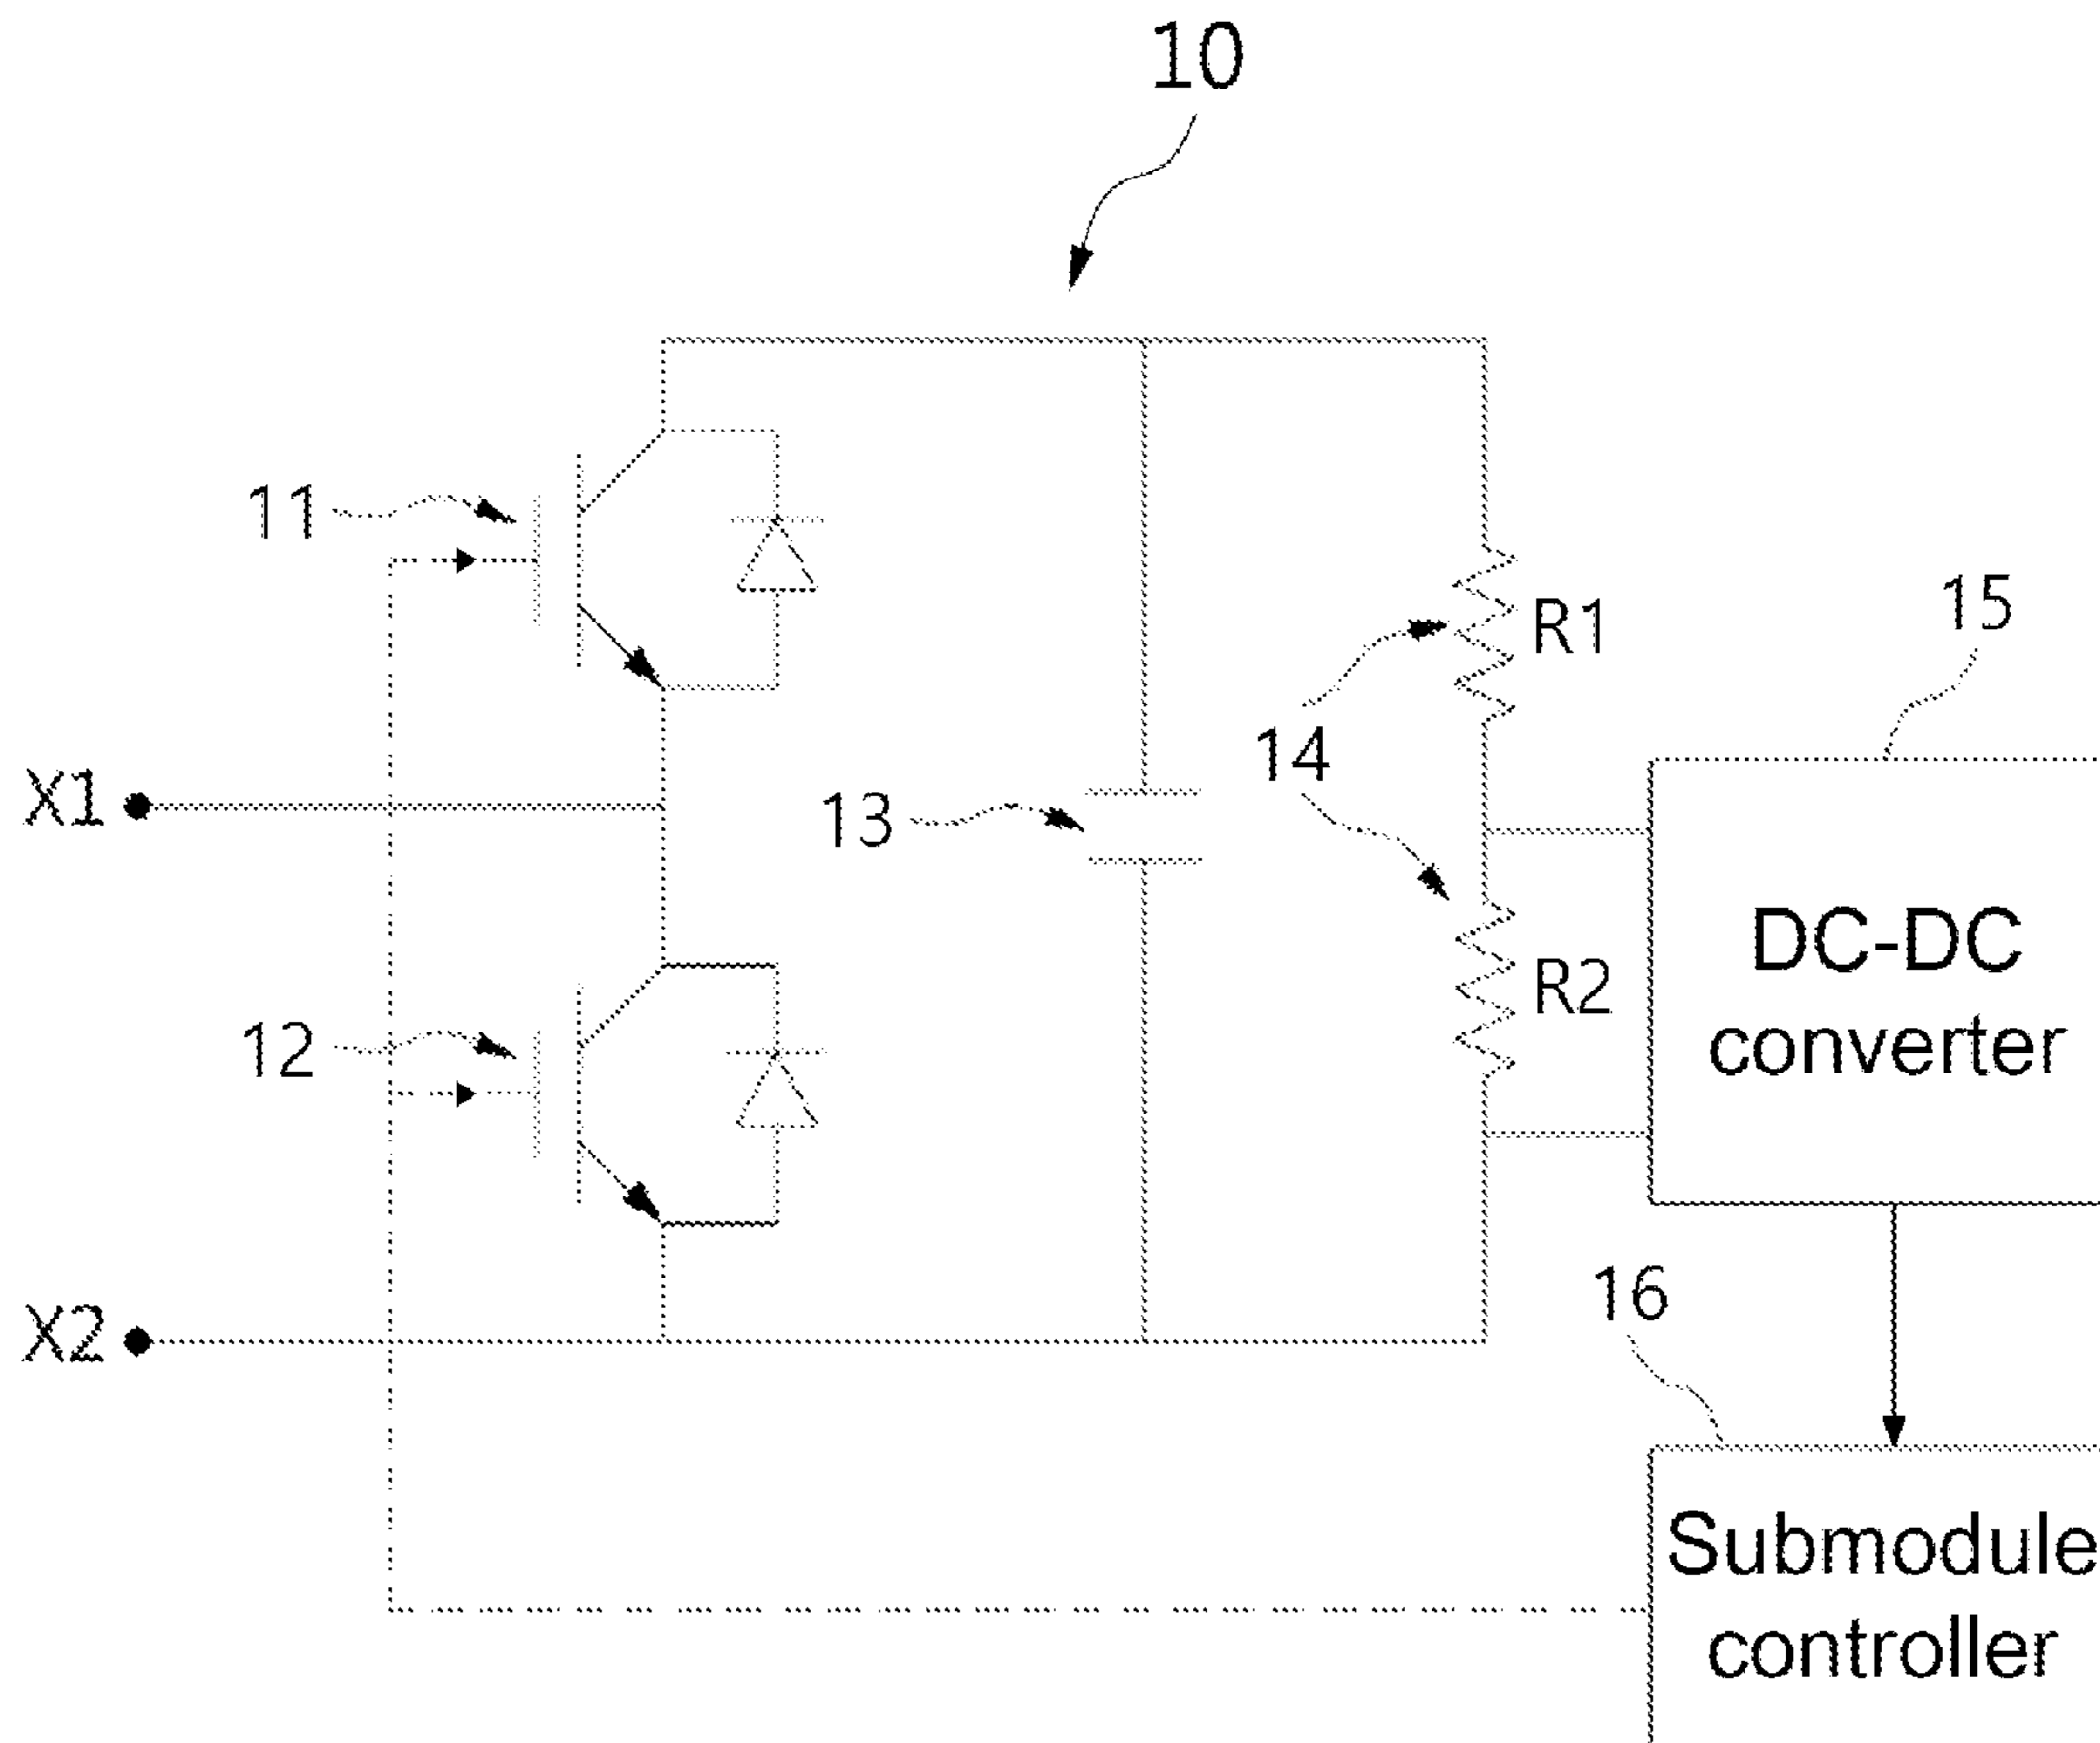 10
11
R1
15
14
X1
13
DC-DC
converter
R2
12
16
X2
Submodule
controller